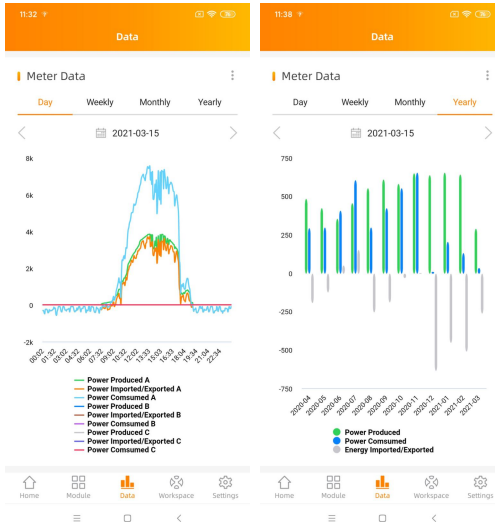 11:32
Data
Meter Data
Day Weekly Monthly Yearly
2021-03-15
8k
6k
4k
2k
0
-2k
00:02 01:32 03:02 04:32 06:02 07:32 09:02 10:32 12:02 13:33 15:03 16:33 18:04 19:34 21:04 22:34
Power Produced A
Power Imported/Exported A
Power Comsumed A
Power Produced B
Power Imported/Exported B
Power Comsumed B
Power Produced C
Power Imported/Exported C
Power Comsumed C
Home Module Data Workspace Settings
11:38
Data
Meter Data
Day Weekly Monthly Yearly
2021-03-15
750
500
250
0
-250
-500
-750
2020-04 2020-05 2020-06 2020-07 2020-08 2020-09 2020-10 2020-11 2020-12 2021-01 2021-02 2021-03
Power Produced
Power Comsumed
Energy Imported/Exported
Home Module Data Workspace Settings